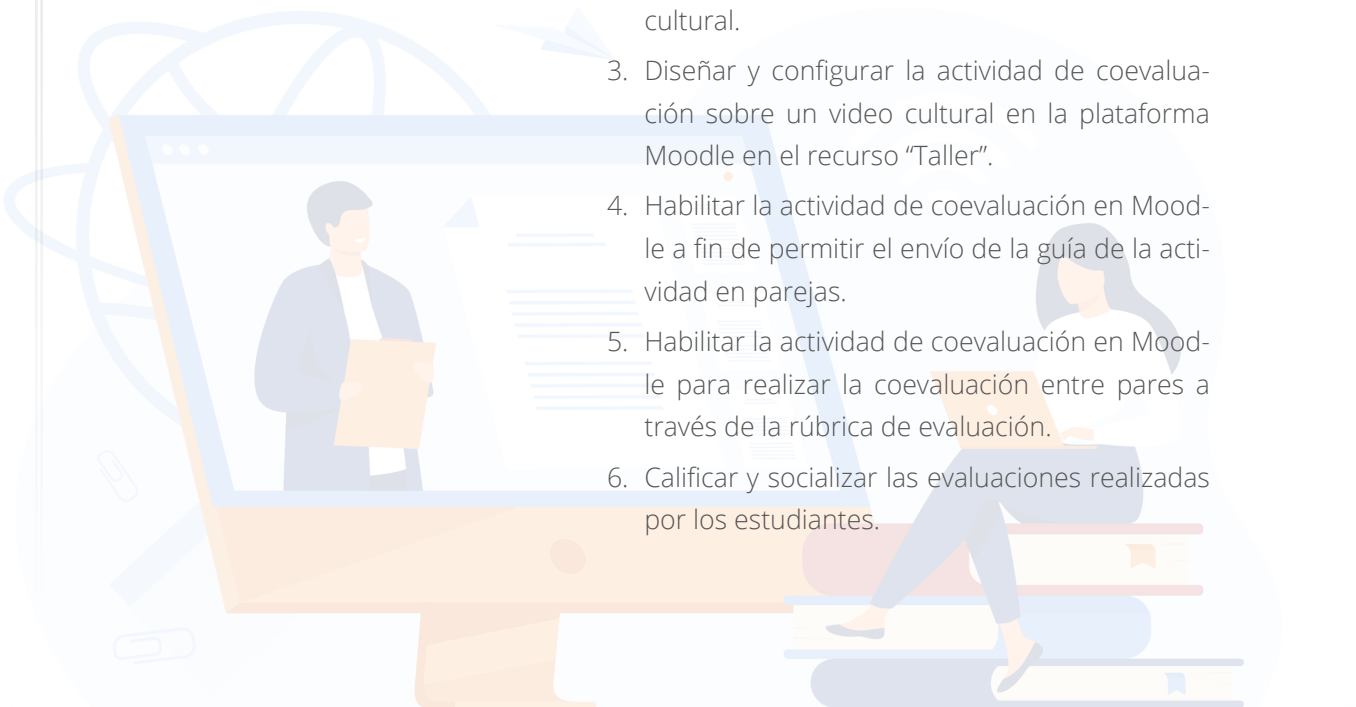 cultural.
3. Diseñar y configurar la actividad de coevalua-
ción sobre un video cultural en la plataforma
Moodle en el recurso “Taller”.
4. Habilitar la actividad de coevaluación en Mood-
le a fin de permitir el envío de la guía de la acti-
vidad en parejas.
5. Habilitar la actividad de coevaluación en Mood-
le para realizar la coevaluación entre pares a
través de la rúbrica de evaluación.
6. Calificar y socializar las evaluaciones realizadas
por los estudiantes.